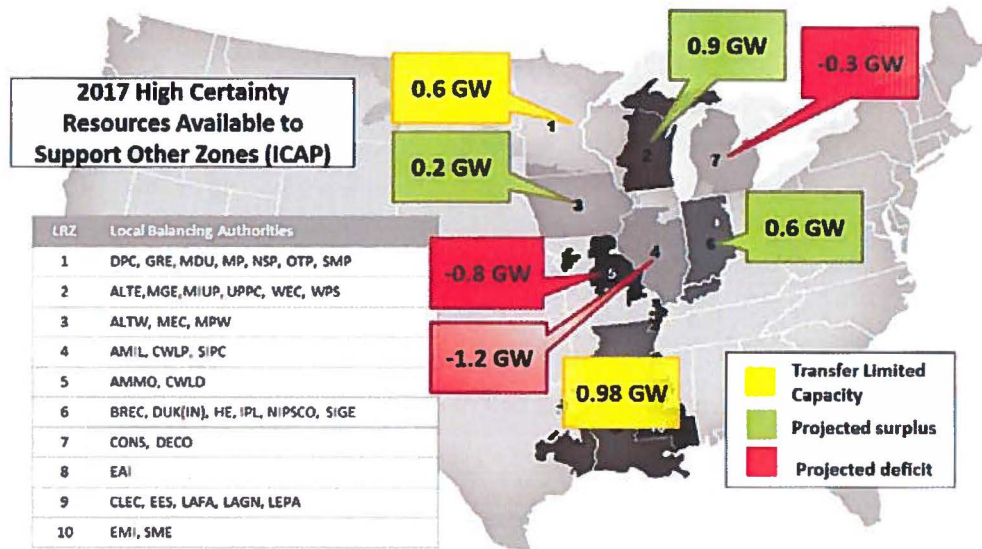 2017 High Certainty
Resources Available to
Support Other Zones (ICAP)
0.6 GW
0.9 GW
-0.3 GW
0.2 GW
0.6 GW
-0.8 GW
-1.2 GW
0.98 GW
1
2
3
4
5
6
7
LRZ Local Balancing Authorities
1 DPC, GRE, MDU, MP, NSP, OTP, SMP
2 ALTE,MGE,MIUP, UPPC, WEC, WPS
3 ALTW, MEC, MPW
4 AMIL, CWLP, SIPC
5 AMMO, CWLD
6 BREC, DUK(IN), HE, IPL, NIPSCO, SIGE
7 CONS, DECO
8 EAI
9 CLEC, EES, LAFA, LAGN, LEPA
10 EMI, SME
Transfer Limited
Capacity
Projected surplus
Projected deficit